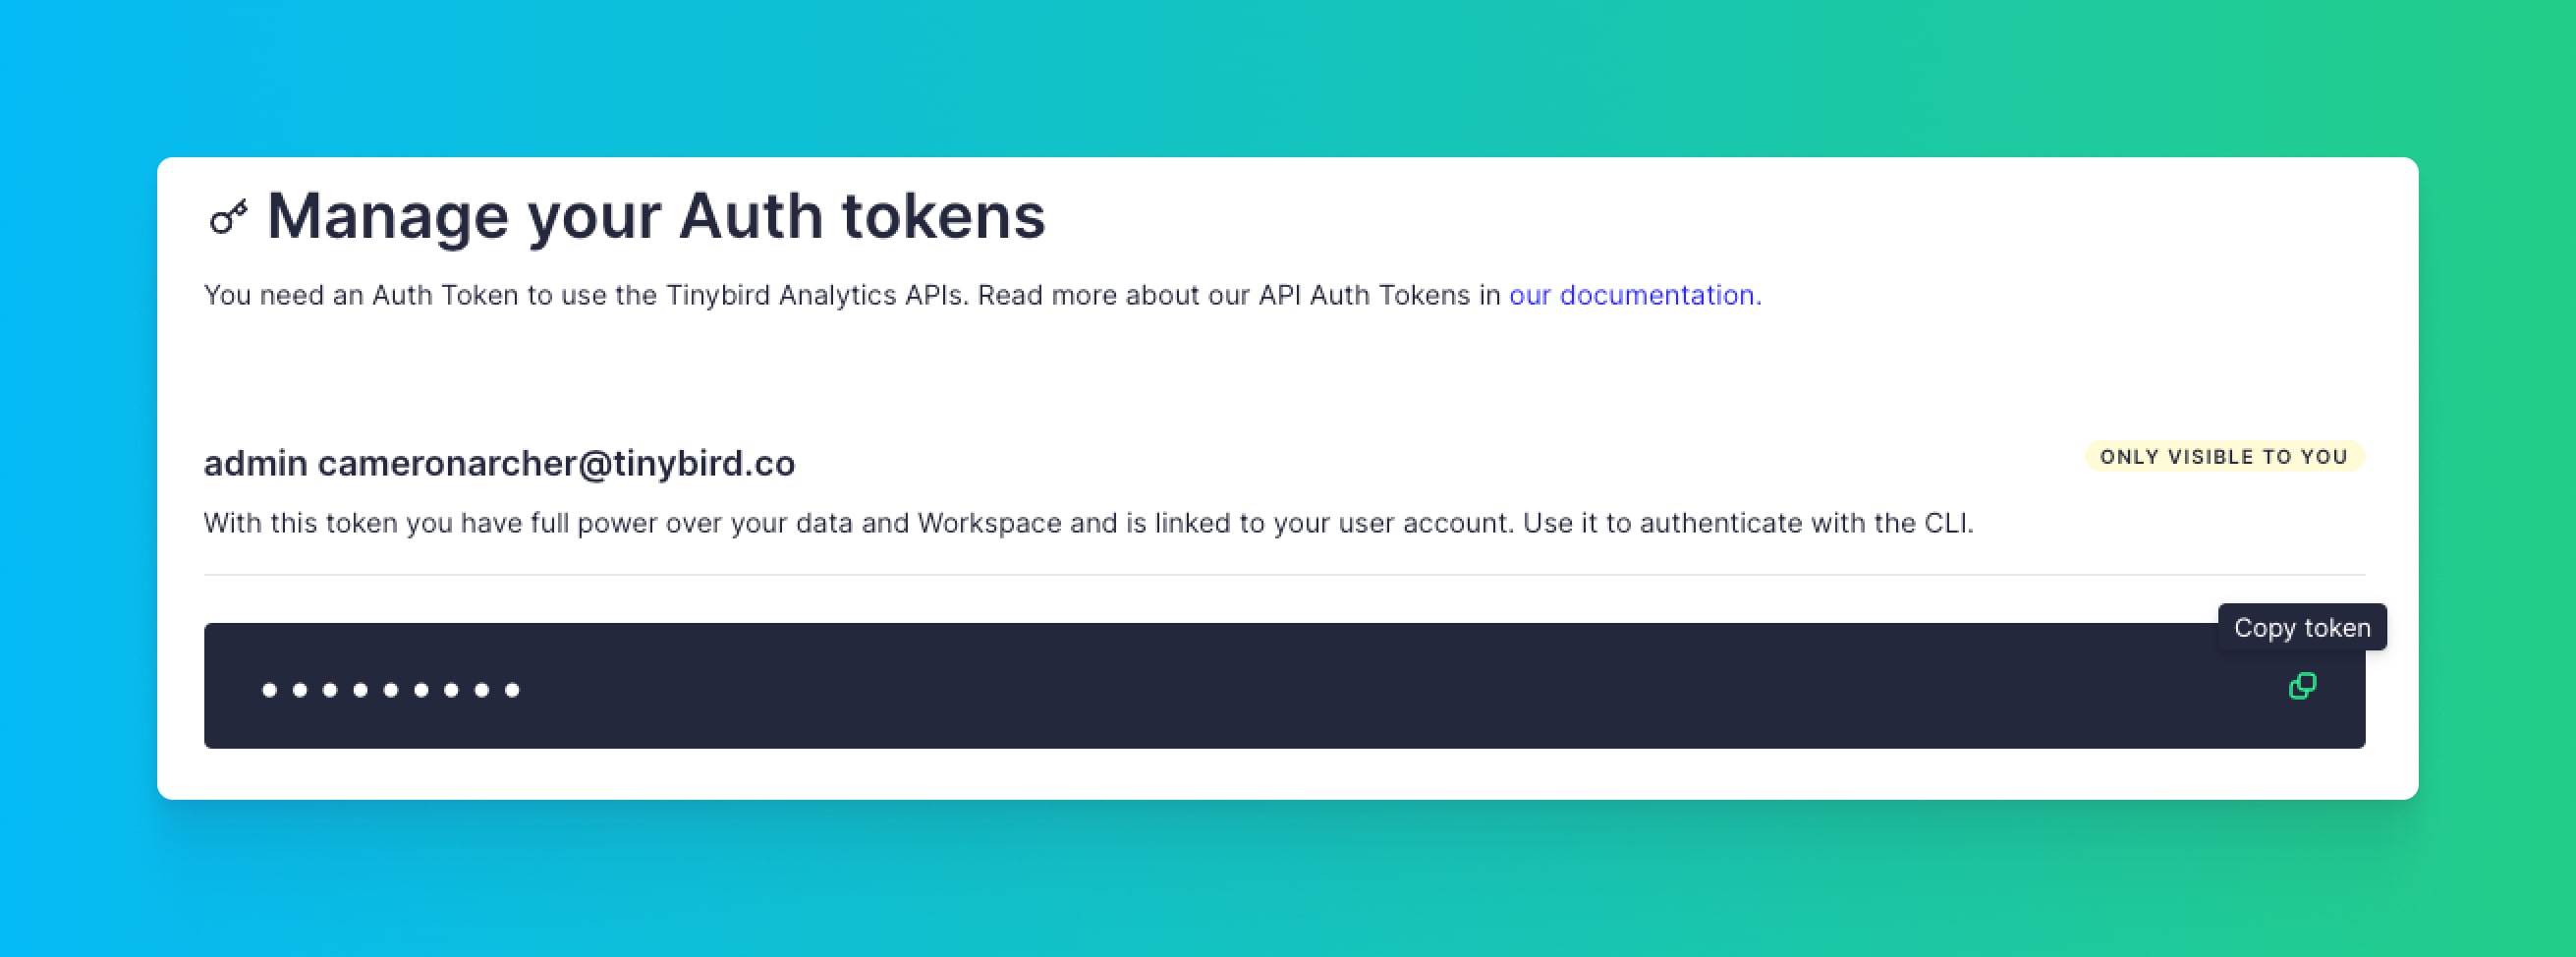 Manage your Auth tokens
You need an Auth Token to use the Tinybird Analytics APIs. Read more about our API Auth Tokens in our documentation.
admin cameronarcher@tinybird.co
ONLY VISIBLE TO YOU
With this token you have full power over your data and Workspace and is linked to your user account. Use it to authenticate with the CLI.
Copy token
•••••••••